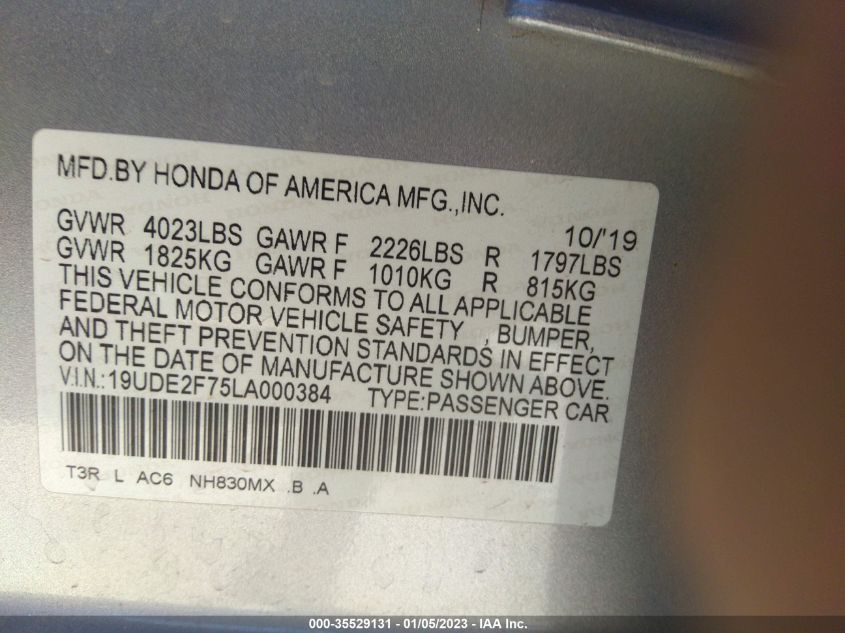 MFD.BY HONDA OF AMERICA MFG.,INC.
10/'19
GVWR 4023LBS GAWR F 2226LBS R 1797LBS
GVWR 1825KG GAWR F 1010KG R 815KG
THIS VEHICLE CONFORMS TO ALL APPLICABLE
FEDERAL MOTOR VEHICLE SAFETY , BUMPER,
AND THEFT PREVENTION STANDARDS IN EFFECT
ON THE DATE OF MANUFACTURE SHOWN ABOVE.
V.I.N.:19UDE2F75LA000384 TYPE:PASSENGER CAR
T3R L AC6 NH830MX .B .A
000-35529131 - 01/05/2023 - IAA Inc.